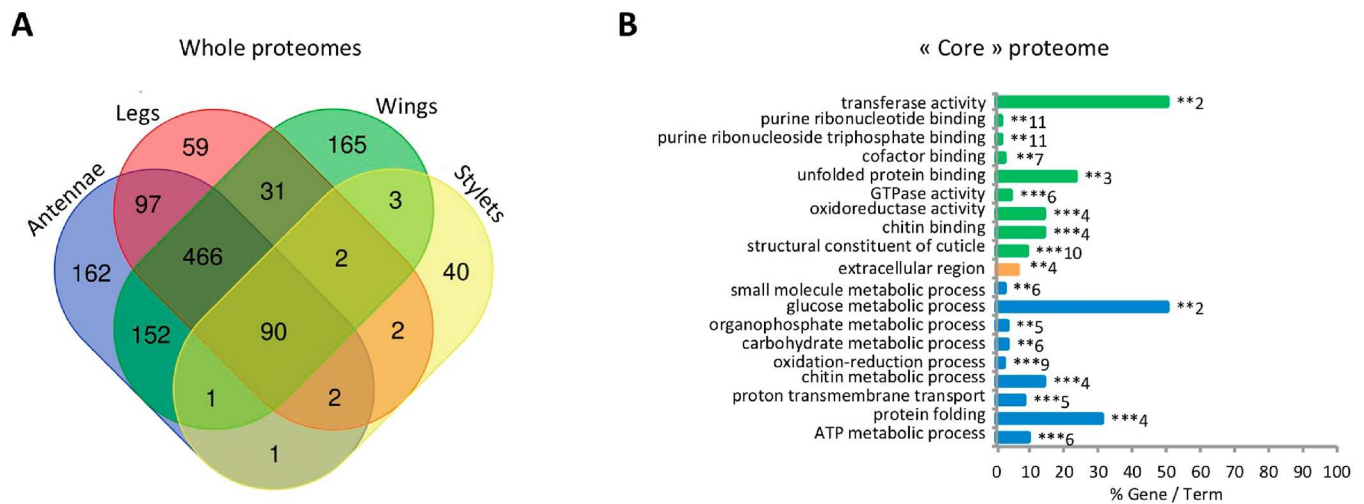 A
Whole proteomes
Legs
Wings
Antennae
Stylets
59
165
97
31
3
162
466
2
40
152
90
2
1
2
1
B
« Core » proteome
transferase activity **2
purine ribonucleotide binding **11
purine ribonucleoside triphosphate binding **11
cofactor binding **7
unfolded protein binding **3
GTPase activity ***6
oxidoreductase activity ***4
chitin binding ***4
structural constituent of cuticle ***10
extracellular region **4
small molecule metabolic process **6
glucose metabolic process **2
organophosphate metabolic process **5
carbohydrate metabolic process **6
oxidation-reduction process ***9
chitin metabolic process ***4
proton transmembrane transport ***5
protein folding ***4
ATP metabolic process ***6
0 10 20 30 40 50 60 70 80 90 100
% Gene / Term